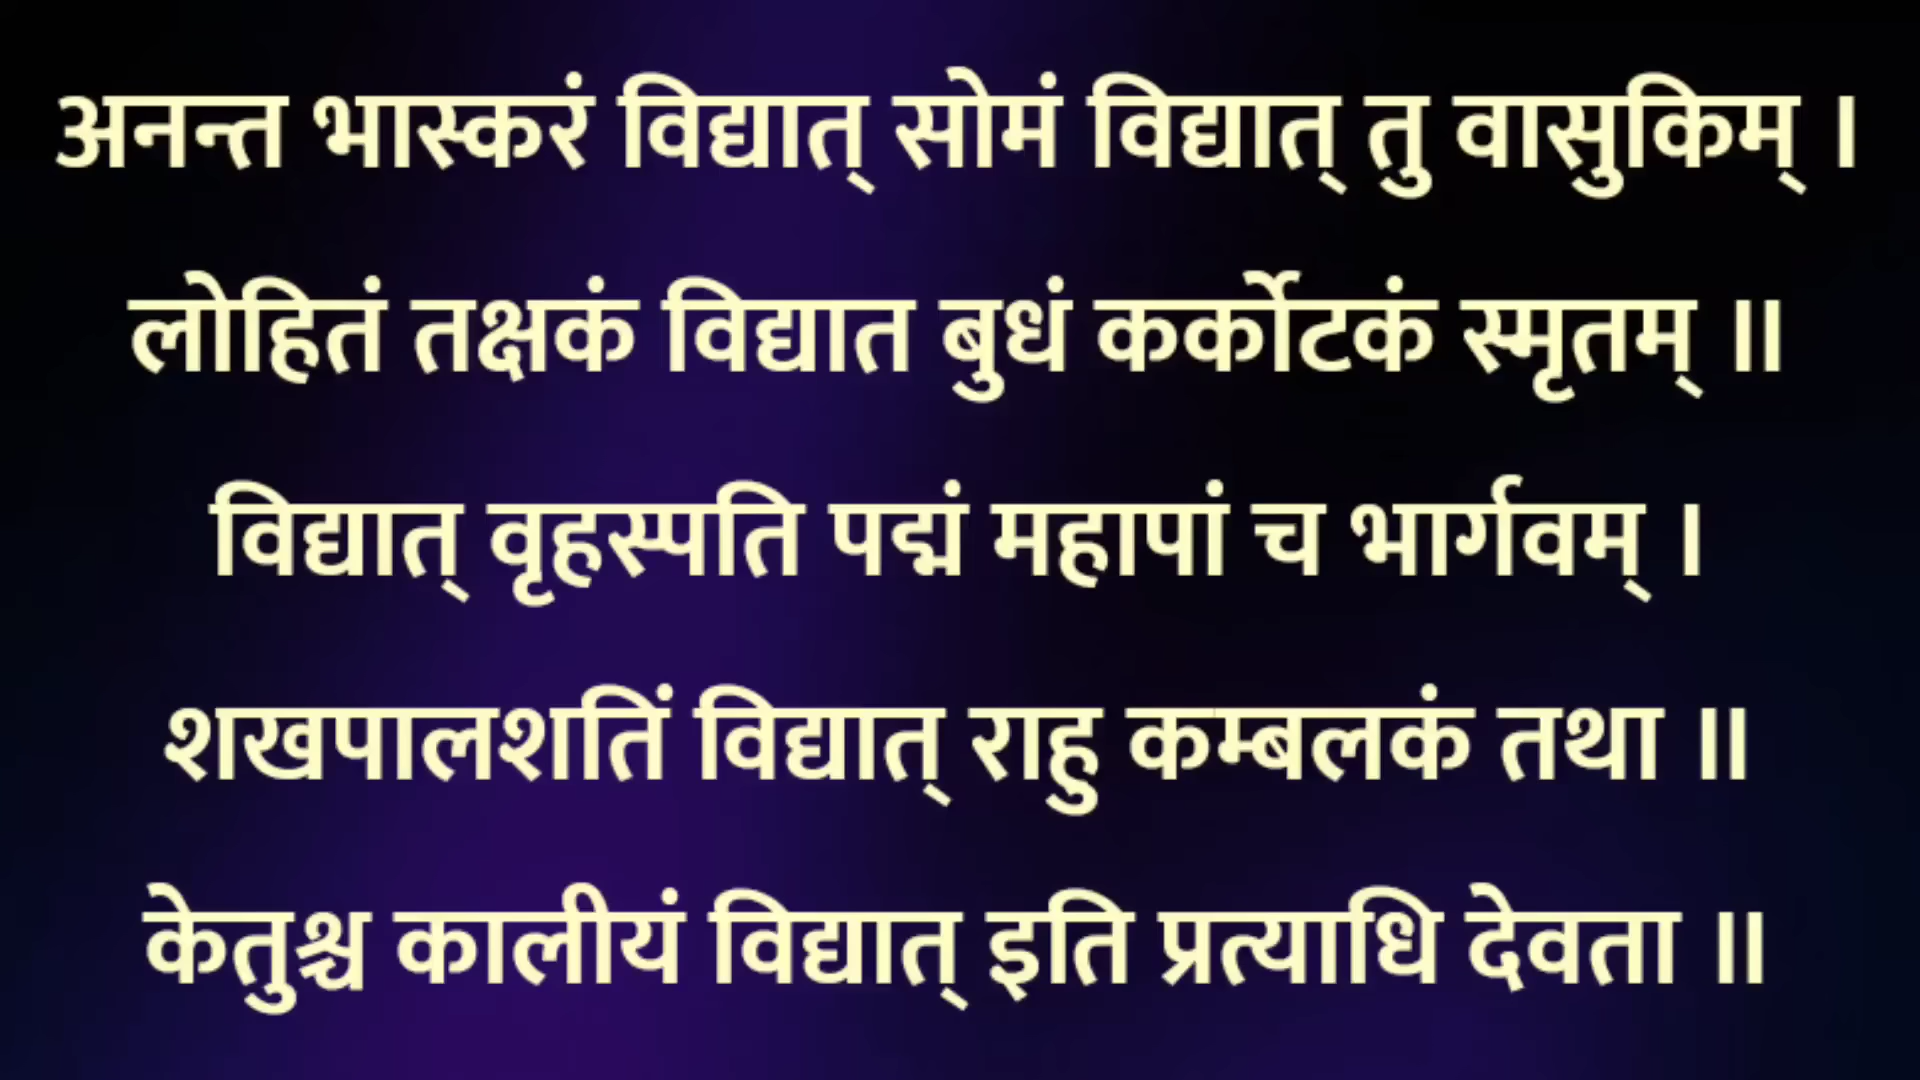 अनन्त भास्करं विद्यात् सोमं विद्यात् तु वासुकिम् ।
लोहितं तक्षकं विद्यात बुधं कर्कोटकं स्मृतम् ॥
विद्यात् वृहस्पति पद्मं महापां च भार्गवम् ।
शखपालशतिं विद्यात् राहु कम्बलकं तथा ॥
केतुश्च कालीयं विद्यात् इति प्रत्याधि देवता ॥